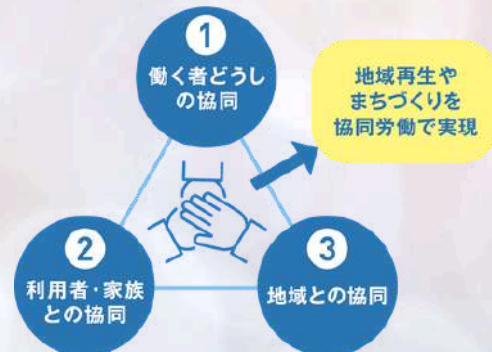 1
働く者どうし
の協同
地域再生や
まちづくりを
協同労働で実現
2
利用者・家族
との協同
3
地域との協同